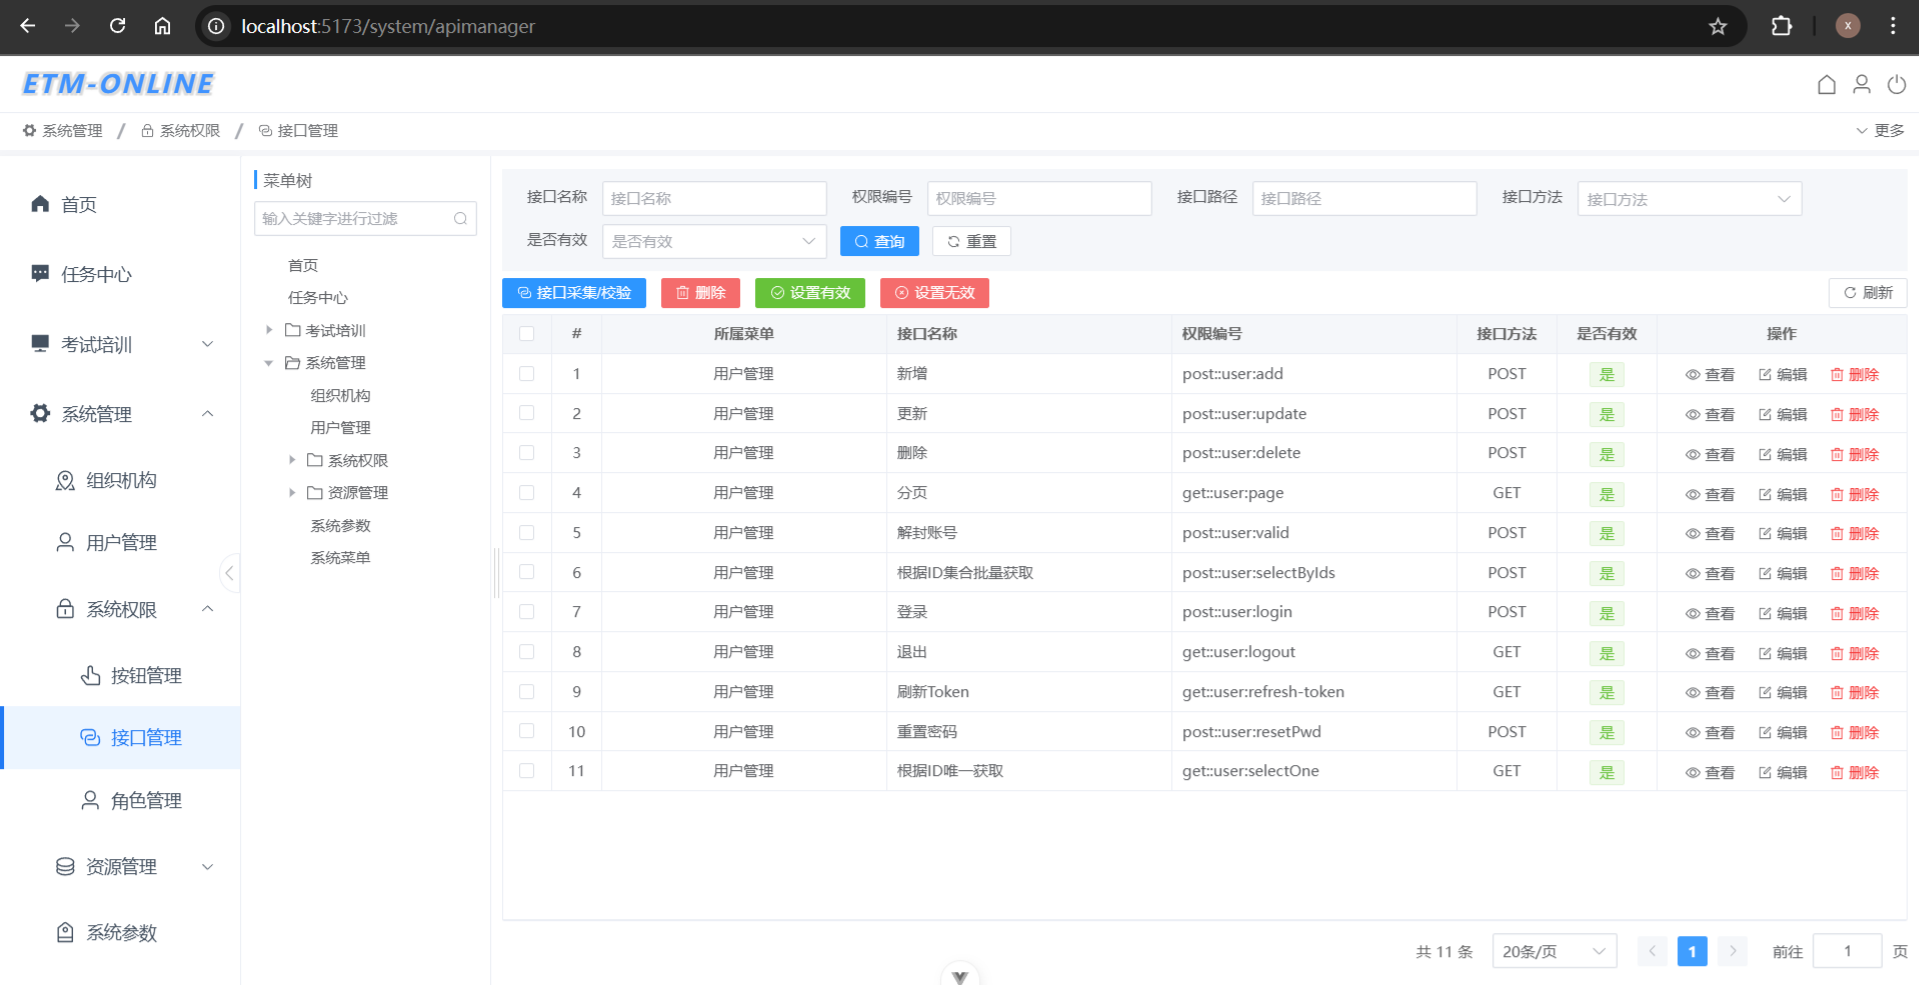 localhost:5173/system/apimanager
X
ETM-ONLINE
系统管理 / 系统权限 / 接口管理
更多
首页
任务中心
考试培训
系统管理
组织机构
用户管理
系统权限
按钮管理
接口管理
角色管理
资源管理
系统参数
菜单树
输入关键字进行过滤
首页
任务中心
考试培训
系统管理
组织机构
用户管理
系统权限
资源管理
系统参数
系统菜单
接口名称 接口名称 权限编号 权限编号 接口路径 接口路径 接口方法 接口方法
是否有效 是否有效 查询 重置
接口采集/校验 删除 设置有效 设置无效 刷新
# 所属菜单 接口名称 权限编号 接口方法 是否有效 操作
1 用户管理 新增 post::user:add POST 是 查看 编辑 删除
2 用户管理 更新 post::user:update POST 是 查看 编辑 删除
3 用户管理 删除 post::user:delete POST 是 查看 编辑 删除
4 用户管理 分页 get::user:page GET 是 查看 编辑 删除
5 用户管理 解封账号 post::user:valid POST 是 查看 编辑 删除
6 用户管理 根据ID集合批量获取 post::user:selectByIds POST 是 查看 编辑 删除
7 用户管理 登录 post::user:login POST 是 查看 编辑 删除
8 用户管理 退出 get::user:logout GET 是 查看 编辑 删除
9 用户管理 刷新Token get::user:refresh-token GET 是 查看 编辑 删除
10 用户管理 重置密码 post::user:resetPwd POST 是 查看 编辑 删除
11 用户管理 根据ID唯一获取 get::user:selectOne GET 是 查看 编辑 删除
共 11 条 20条/页 1 前往 1 页